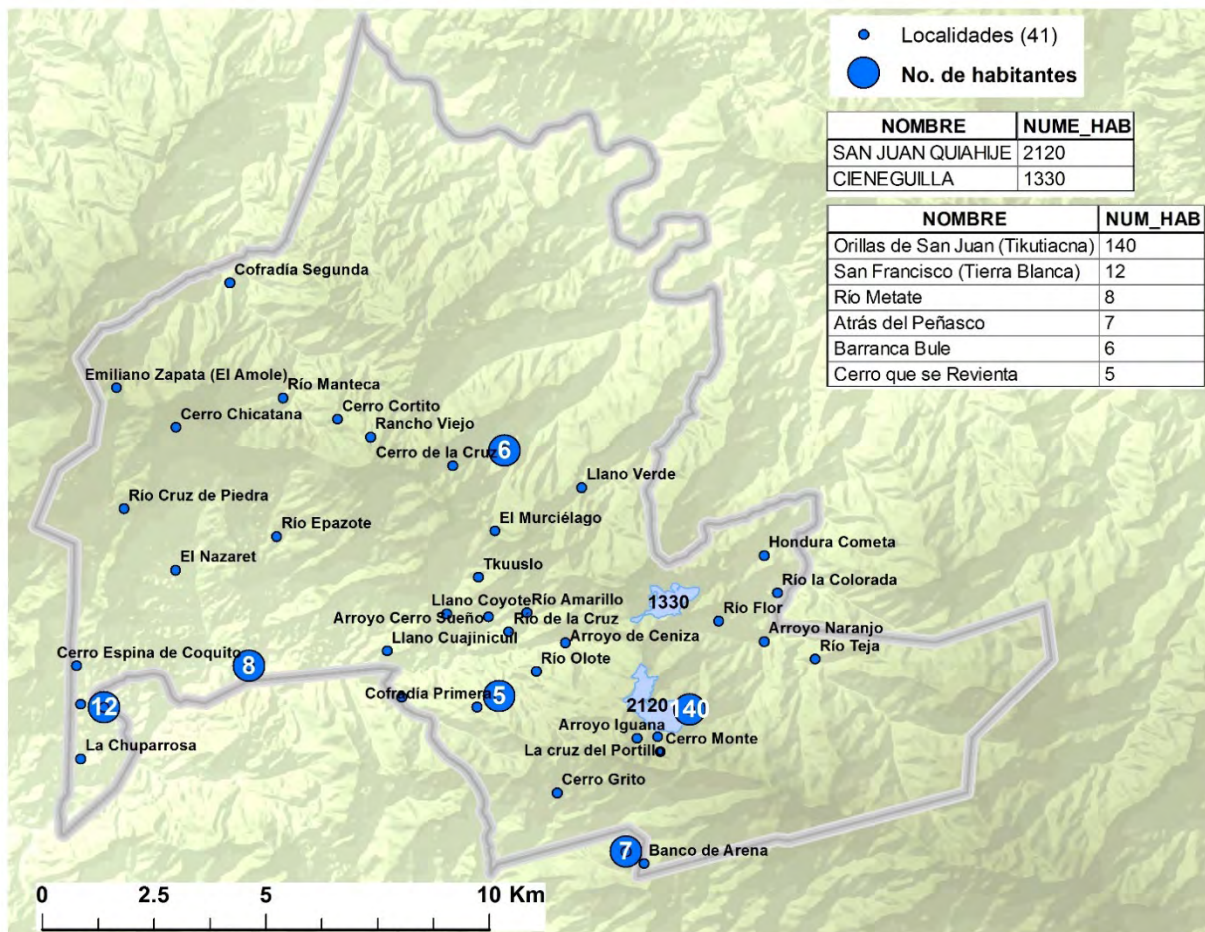 Localidades (41)
No. de habitantes
NOMBRE NUME_HAB
SAN JUAN QUIAHIJE 2120
CIENEGUILLA 1330
NOMBRE NUM_HAB
Orillas de San Juan (Tikutiacna) 140
San Francisco (Tierra Blanca) 12
Río Metate 8
Atrás del Peñasco 7
Barranca Bule 6
Cerro que se Revienta 5
Cofradía Segunda
Emiliano Zapata (El Amole)
Río Manteca
Cerro Chicatana
Cerro Cortito
Rancho Viejo
Cerro de la Cruz
6
Llano Verde
Río Cruz de Piedra
El Murciélago
Río Epazote
El Nazaret
Hondura Cometa
Tkuuslo
Río la Colorada
Llano Coyote
Río Amarillo
1330
Arroyo Cerro Sueño
Río de la Cruz
Río Flor
Llano Cuajinicuil
Arroyo de Ceniza
Arroyo Naranjo
Río Teja
Cerro Espina de Coquito
8
Río Olote
Cofradía Primera
5
12
2120
140
Arroyo Iguana
Cerro Monte
La Chuparrosa
La cruz del Portillo
Cerro Grito
7
Banco de Arena
0 2.5 5 10 Km